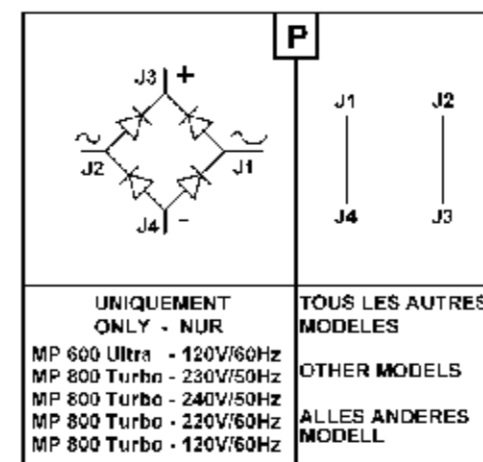 P
J3 +
J2
J1
J4 -
J1 J2
J4 J3
UNIQUEMENT
ONLY - NUR
MP 600 Ultra - 120V/60Hz
MP 800 Turbo - 230V/50Hz
MP 800 Turbo - 240V/50Hz
MP 800 Turbo - 220V/60Hz
MP 800 Turbo - 120V/60Hz
TOUS LES AUTRES
MODELES
OTHER MODELS
ALLES ANDERES
MODELL